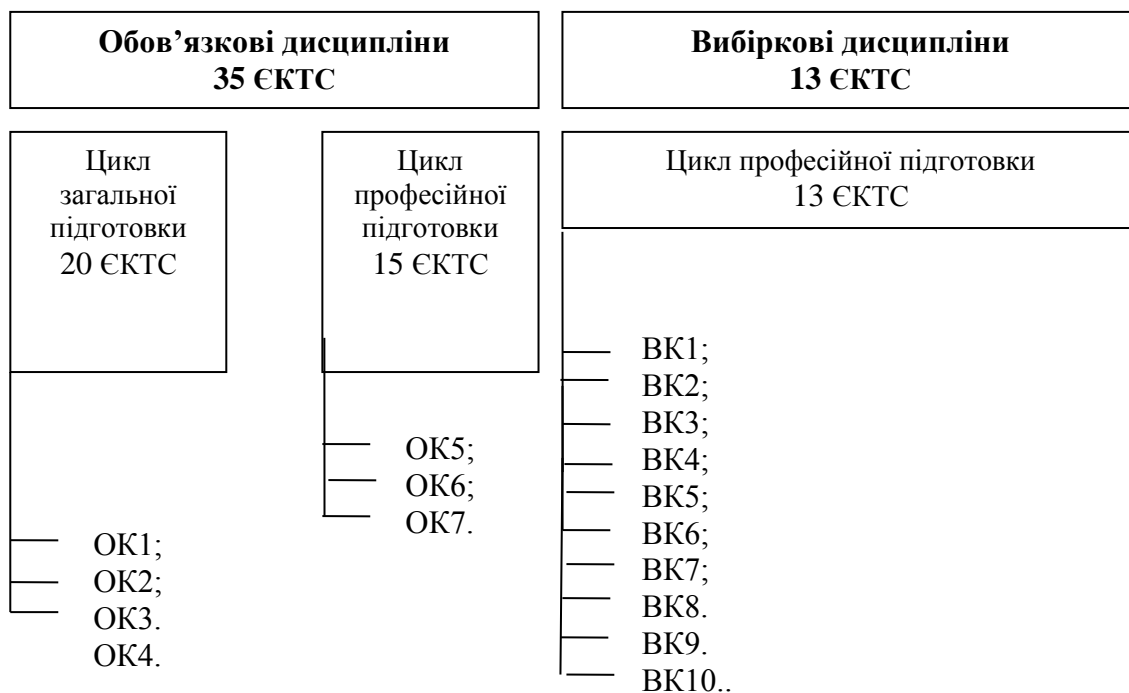 Обов’язкові дисципліни
35 ЄКТС
Вибіркові дисципліни
13 ЄКТС
Цикл
загальної
підготовки
20 ЄКТС
Цикл
професійної
підготовки
15 ЄКТС
Цикл професійної підготовки
13 ЄКТС
ОК1;
ОК2;
ОК3.
ОК4.
ОК5;
ОК6;
ОК7.
ВК1;
ВК2;
ВК3;
ВК4;
ВК5;
ВК6;
ВК7;
ВК8.
ВК9.
ВК10..